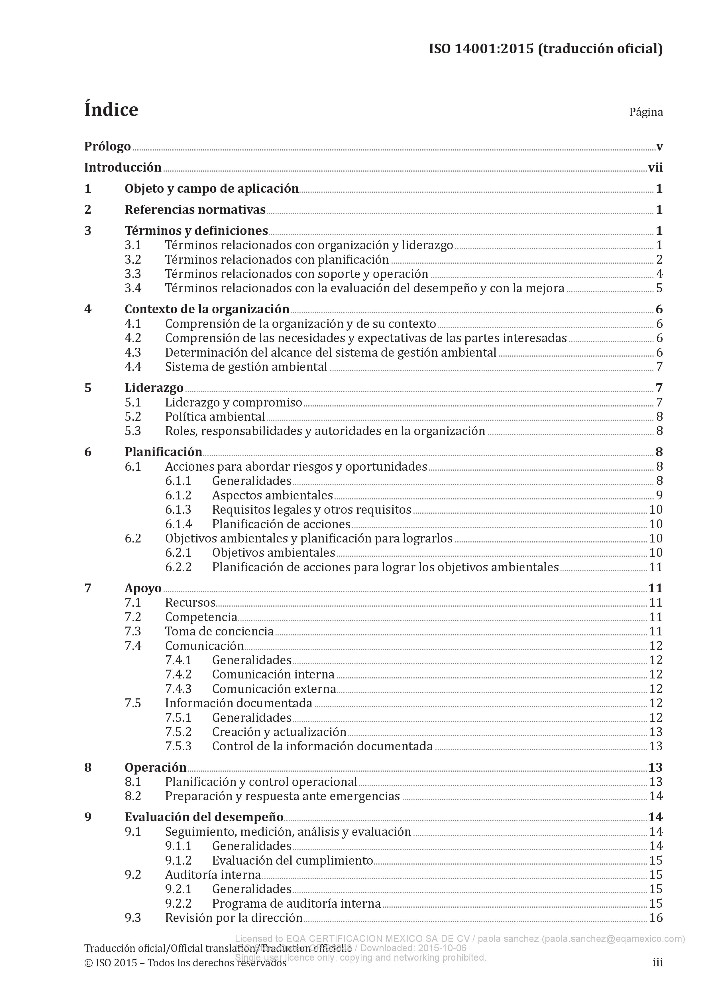 ISO 14001:2015 (traducción oficial)
Índice Página
Prólogo v
Introducción vii
1 Objeto y campo de aplicación 1
2 Referencias normativas 1
3 Términos y definiciones 1
3.1 Términos relacionados con organización y liderazgo 1
3.2 Términos relacionados con planificación 2
3.3 Términos relacionados con soporte y operación 4
3.4 Términos relacionados con la evaluación del desempeño y con la mejora 5
4 Contexto de la organización 6
4.1 Comprensión de la organización y de su contexto 6
4.2 Comprensión de las necesidades y expectativas de las partes interesadas 6
4.3 Determinación del alcance del sistema de gestión ambiental 6
4.4 Sistema de gestión ambiental 7
5 Liderazgo 7
5.1 Liderazgo y compromiso 7
5.2 Política ambiental 8
5.3 Roles, responsabilidades y autoridades en la organización 8
6 Planificación 8
6.1 Acciones para abordar riesgos y oportunidades 8
6.1.1 Generalidades 8
6.1.2 Aspectos ambientales 9
6.1.3 Requisitos legales y otros requisitos 10
6.1.4 Planificación de acciones 10
6.2 Objetivos ambientales y planificación para lograrlos 10
6.2.1 Objetivos ambientales 10
6.2.2 Planificación de acciones para lograr los objetivos ambientales 11
7 Apoyo 11
7.1 Recursos 11
7.2 Competencia 11
7.3 Toma de conciencia 11
7.4 Comunicación 12
7.4.1 Generalidades 12
7.4.2 Comunicación interna 12
7.4.3 Comunicación externa 12
7.5 Información documentada 12
7.5.1 Generalidades 12
7.5.2 Creación y actualización 13
7.5.3 Control de la información documentada 13
8 Operación 13
8.1 Planificación y control operacional 13
8.2 Preparación y respuesta ante emergencias 14
9 Evaluación del desempeño 14
9.1 Seguimiento, medición, análisis y evaluación 14
9.1.1 Generalidades 14
9.1.2 Evaluación del cumplimiento 15
9.2 Auditoría interna 15
9.2.1 Generalidades 15
9.2.2 Programa de auditoría interna 15
9.3 Revisión por la dirección 16
Licensed to EQA CERTIFICACION MEXICO SA DE CV / paola sanchez (paola.sanchez@eqamexico.com)
Traducción oficial/Official translation/Traduction officielle
ISO Store Order: / Downloaded: 2015-10-06
Single user licence only, copying and networking prohibited.
© ISO 2015 – Todos los derechos reservados iii